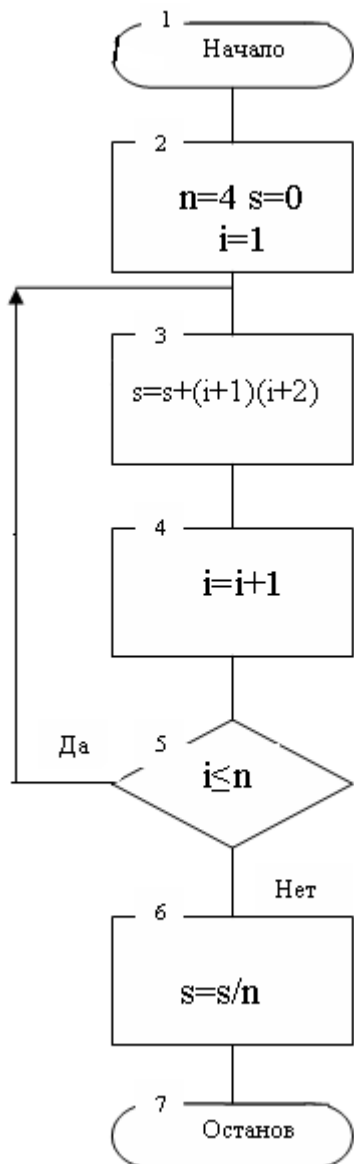 1
Начало
2
n=4 s=0
i=1
3
s=s+(i+1)(i+2)
4
i=i+1
5
Да
i≤n
Нет
6
s=s/n
7
Останов